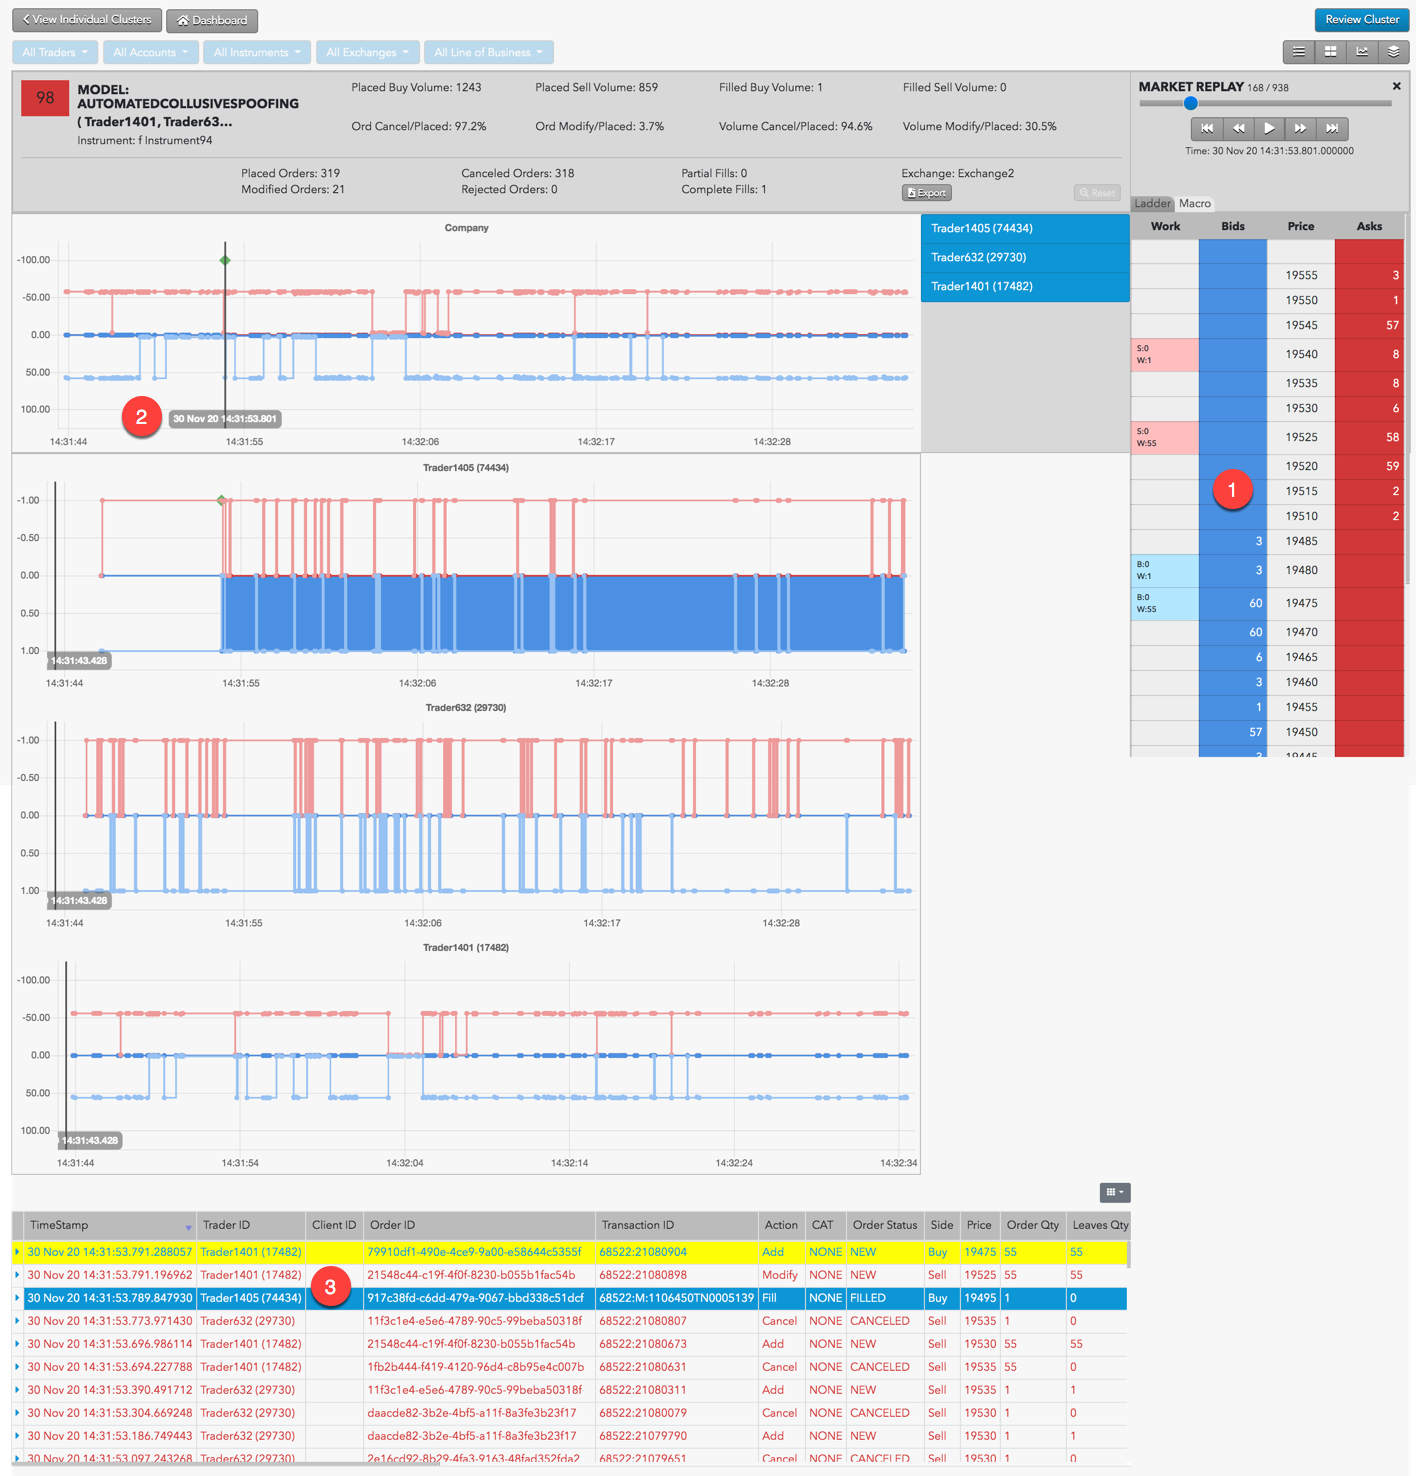 View Individual Clusters Dashboard Review Cluster
All Traders All Accounts All Instruments All Exchanges All Line of Business
98
MODEL:
AUTOMATEDCOLLUSIVESPOOFING
( Trader1401, Trader63...
Instrument: f Instrument94
Placed Buy Volume: 1243 Placed Sell Volume: 859 Filled Buy Volume: 1 Filled Sell Volume: 0
Ord Cancel/Placed: 97.2% Ord Modify/Placed: 3.7% Volume Cancel/Placed: 94.6% Volume Modify/Placed: 30.5%
Placed Orders: 319 Canceled Orders: 318 Partial Fills: 0 Exchange: Exchange2
Modified Orders: 21 Rejected Orders: 0 Complete Fills: 1 Export Reset
MARKET REPLAY 168 / 938
Time: 30 Nov 20 14:31:53.801.000000
Ladder Macro
Work Bids Price Asks
19555 3
19550 1
19545 57
S:0
W:1
19540 8
19535 8
19530 6
S:0
W:55
19525 58
19520 59
1
19515 2
19510 2
3 19485
B:0
W:1
3 19480
B:0
W:55
60 19475
60 19470
6 19465
3 19460
1 19455
57 19450
Company
-100.00
-50.00
0.00
50.00
100.00
2
30 Nov 20 14:31:53.801
14:31:44 14:31:55 14:32:06 14:32:17 14:32:28
Trader1405 (74434)
Trader632 (29730)
Trader1401 (17482)
Trader1405 (74434)
-1.00
-0.50
0.00
0.50
1.00
14:31:43.428
14:31:44 14:31:55 14:32:06 14:32:17 14:32:28
Trader632 (29730)
-1.00
-0.50
0.00
0.50
1.00
14:31:43.428
14:31:44 14:31:55 14:32:06 14:32:17 14:32:28
Trader1401 (17482)
-100.00
-50.00
0.00
50.00
100.00
14:31:43.428
14:31:44 14:31:54 14:32:04 14:32:14 14:32:24 14:32:34
TimeStamp Trader ID Client ID Order ID Transaction ID Action CAT Order Status Side Price Order Qty Leaves Qty
30 Nov 20 14:31:53.791.288057 Trader1401 (17482) 79910df1-490e-4ce9-9a00-e58644c5355f 68522:21080904 Add NONE NEW Buy 19475 55 55
30 Nov 20 14:31:53.791.196962 Trader1401 (17482) 21548c44-c19f-4f0f-8230-b055b1fac54b 68522:21080898 Modify NONE NEW Sell 19525 55 55
3
30 Nov 20 14:31:53.789.847930 Trader1405 (74434) 917c38fd-c6dd-479a-9067-bbd338c51dcf 68522:M:1106450TN0005139 Fill NONE FILLED Buy 19495 1 0
30 Nov 20 14:31:53.773.971430 Trader632 (29730) 11f3c1e4-e5e6-4789-90c5-99beba50318f 68522:21080807 Cancel NONE CANCELED Sell 19535 1 0
30 Nov 20 14:31:53.696.986114 Trader1401 (17482) 21548c44-c19f-4f0f-8230-b055b1fac54b 68522:21080673 Add NONE NEW Sell 19530 55 55
30 Nov 20 14:31:53.694.227788 Trader1401 (17482) 1fb2b444-f419-4120-96d4-c8b95e4c007b 68522:21080631 Cancel NONE CANCELED Sell 19535 55 0
30 Nov 20 14:31:53.390.491712 Trader632 (29730) 11f3c1e4-e5e6-4789-90c5-99beba50318f 68522:21080311 Add NONE NEW Sell 19535 1 1
30 Nov 20 14:31:53.304.669248 Trader632 (29730) daacde82-3b2e-4bf5-a11f-8a3fe3b23f17 68522:21080079 Cancel NONE CANCELED Sell 19530 1 0
30 Nov 20 14:31:53.186.749443 Trader632 (29730) daacde82-3b2e-4bf5-a11f-8a3fe3b23f17 68522:21079790 Add NONE NEW Sell 19530 1 1
30 Nov 20 14:31:53.097.243268 Trader632 (29730) 2e16cd92-8b29-4fa3-9163-48fad352fda2 68522:21079651 Cancel NONE CANCELED Sell 19530 1 0